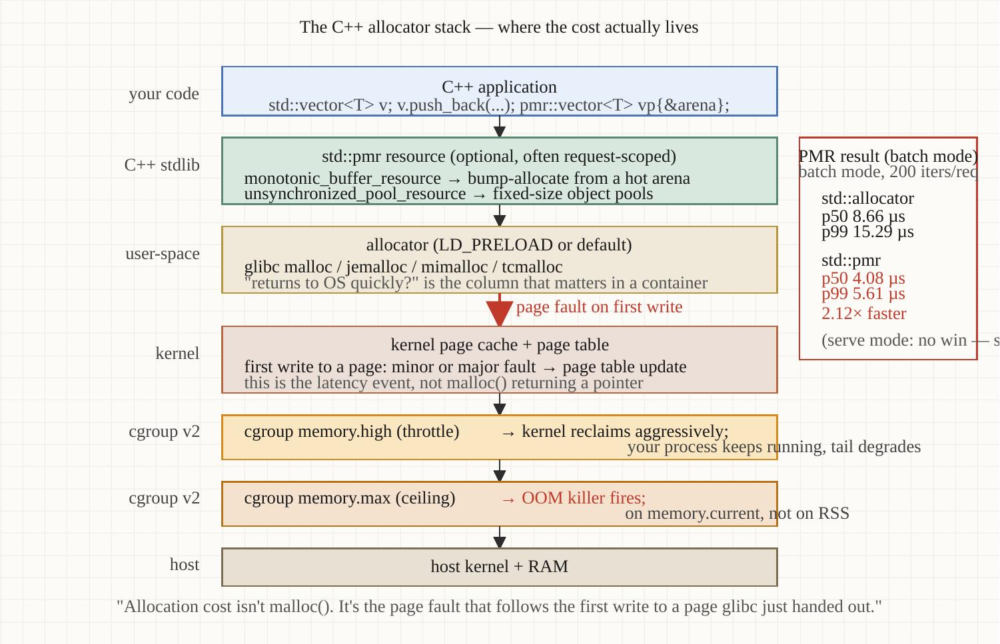 The C++ allocator stack — where the cost actually lives
your code
C++ application
std::vector<T> v; v.push_back(...); pmr::vector<T> vp{&arena};
C++ stdlib
std::pmr resource (optional, often request-scoped)
monotonic_buffer_resource → bump-allocate from a hot arena
unsynchronized_pool_resource → fixed-size object pools
user-space
allocator (LD_PRELOAD or default)
glibc malloc / jemalloc / mimalloc / tcmalloc
"returns to OS quickly?" is the column that matters in a container
page fault on first write
kernel
kernel page cache + page table
first write to a page: minor or major fault → page table update
this is the latency event, not malloc() returning a pointer
cgroup v2
cgroup memory.high (throttle) → kernel reclaims aggressively;
your process keeps running, tail degrades
cgroup v2
cgroup memory.max (ceiling) → OOM killer fires;
on memory.current, not on RSS
host
host kernel + RAM
PMR result (batch mode)
batch mode, 200 iters/req
std::allocator
p50 8.66 µs
p99 15.29 µs
std::pmr
p50 4.08 µs
p99 5.61 µs
2.12× faster
(serve mode: no win —
"Allocation cost isn't malloc(). It's the page fault that follows the first write to a page glibc just handed out."